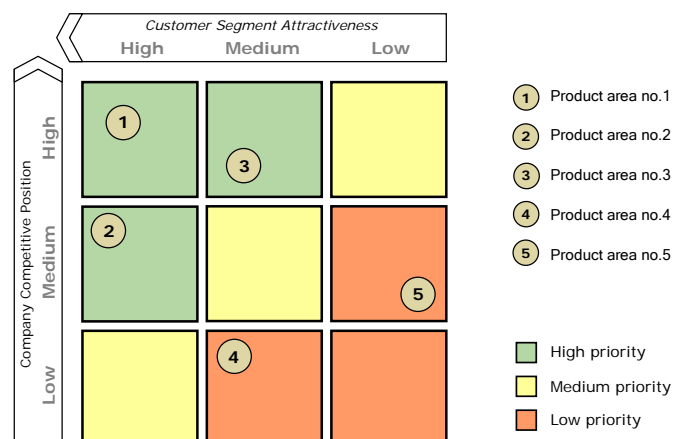 Customer Segment Attractiveness
High Medium Low
Company Competitive Position
High
Medium
Low
1
3
2
5
4
1 Product area no.1
2 Product area no.2
3 Product area no.3
4 Product area no.4
5 Product area no.5
High priority
Medium priority
Low priority